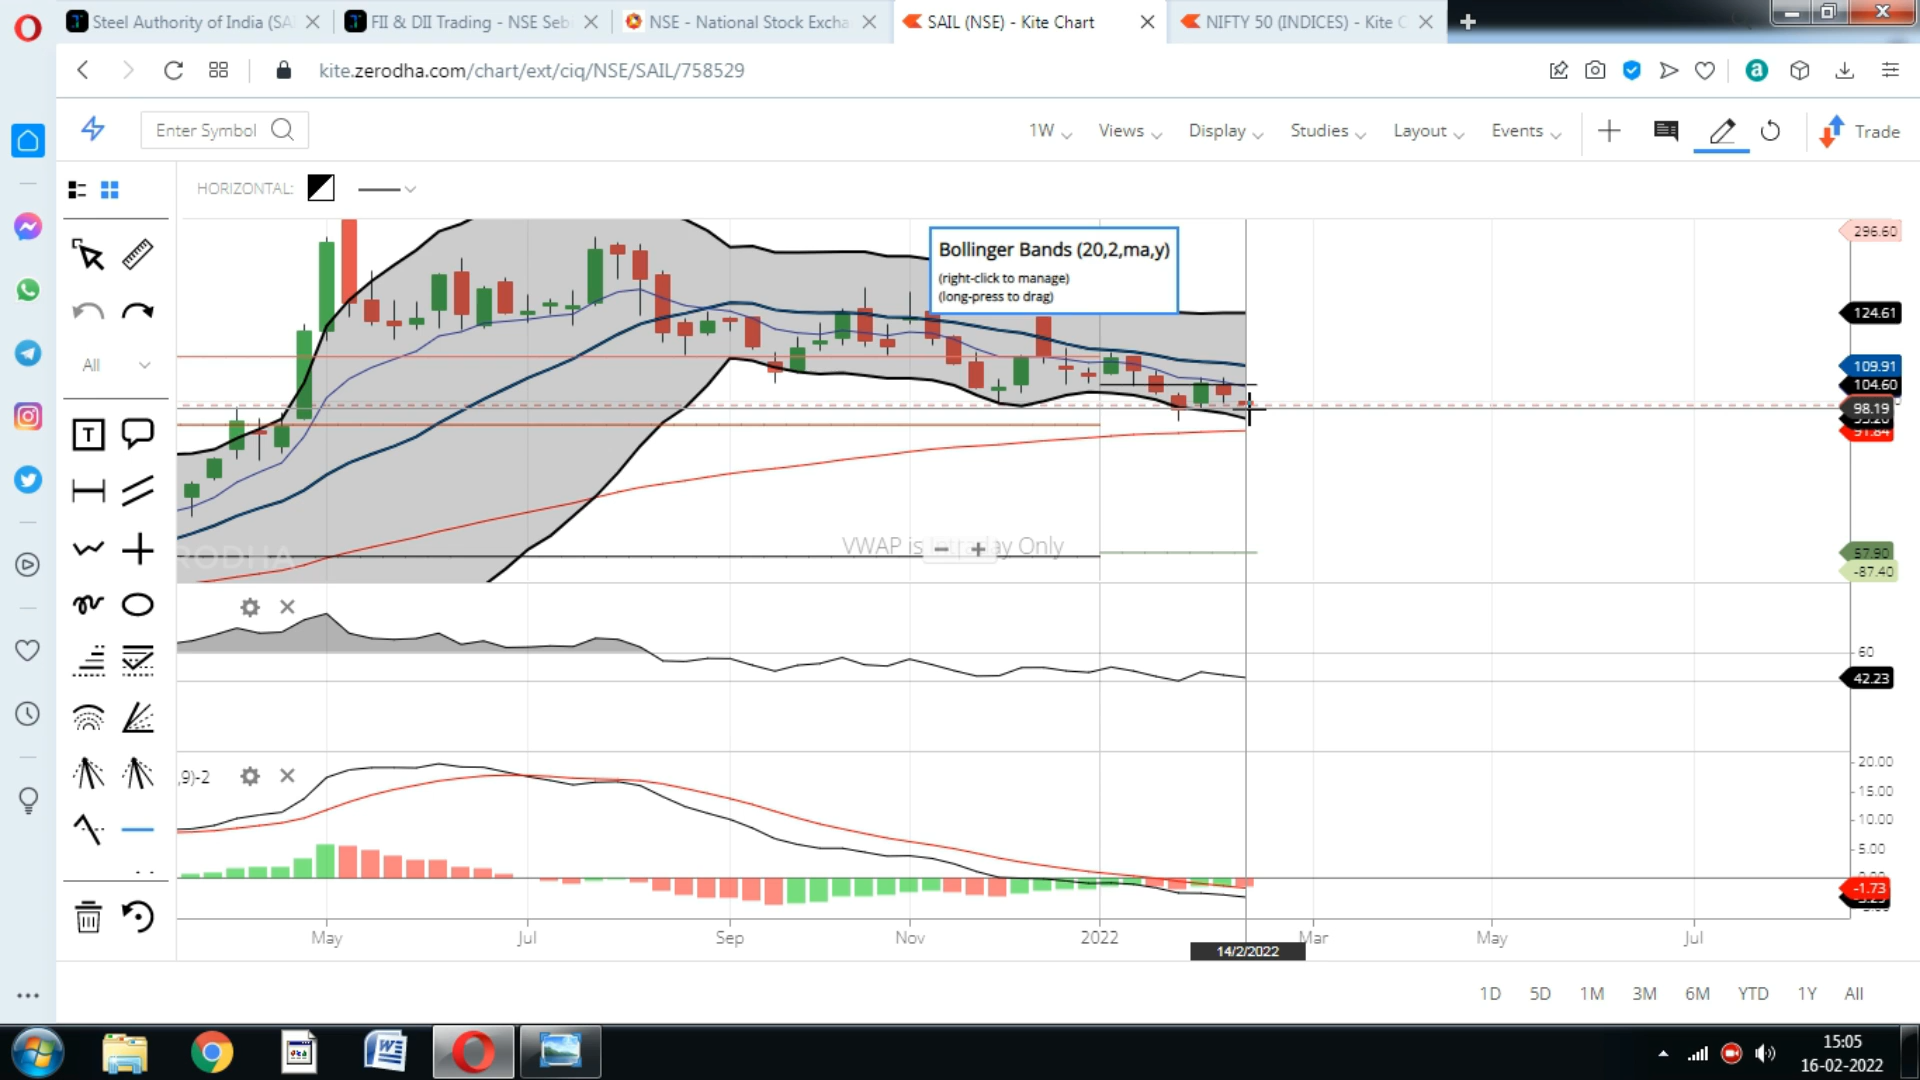 Steel Authority of India (SA
FII & DII Trading - NSE Seb
NSE - National Stock Excha
SAIL (NSE) - Kite Chart
NIFTY 50 (INDICES) - Kite C
kite.zerodha.com/chart/ext/ciq/NSE/SAIL/758529
a
Enter Symbol
1W
Views
Display
Studies
Layout
Events
Trade
HORIZONTAL:
All
T
Bollinger Bands (20,2,ma,y)
(right-click to manage)
(long-press to drag)
296.60
124.61
109.91
104.60
98.19
91.84
57.90
-87.40
VWAP is Intraday Only
RODHA
60
42.23
,9)-2
20.00
15.00
10.00
5.00
-1.73
May
Jul
Sep
Nov
2022
Mar
May
Jul
14/2/2022
1D
5D
1M
3M
6M
YTD
1Y
All
15:05
16-02-2022